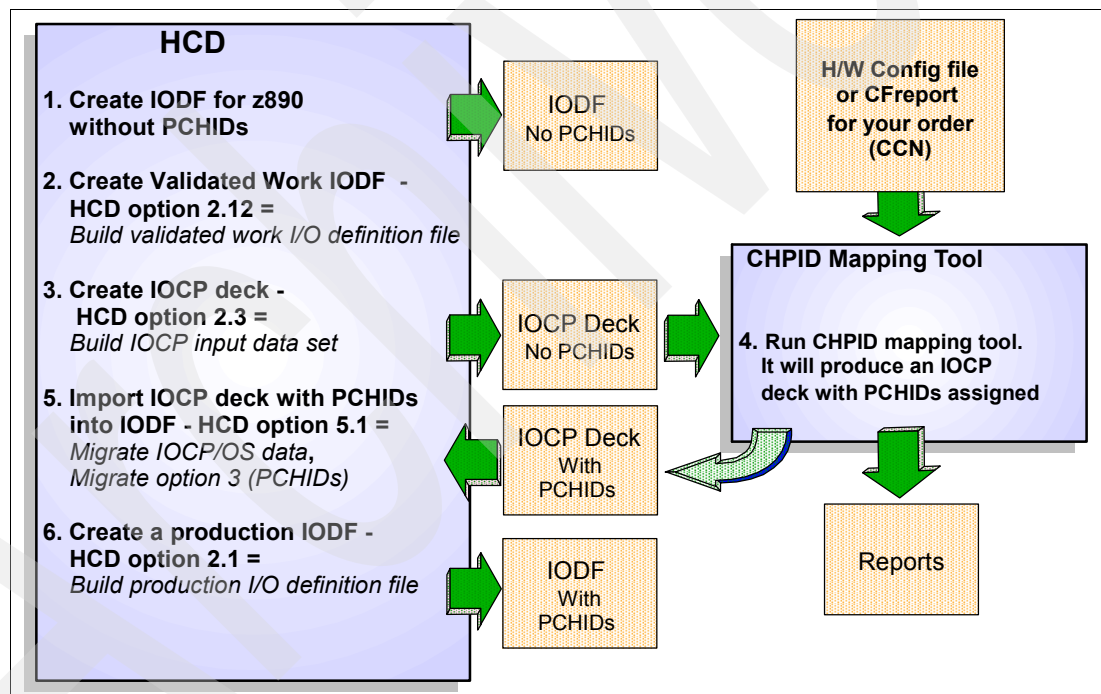 HCD
1. Create IODF for z890
without PCHIDs
2. Create Validated Work IODF -
HCD option 2.12 =
Build validated work I/O definition file
3. Create IOCP deck -
HCD option 2.3 =
Build IOCP input data set
5. Import IOCP deck with PCHIDs
into IODF - HCD option 5.1 =
Migrate IOCP/OS data,
Migrate option 3 (PCHIDs)
6. Create a production IODF -
HCD option 2.1 =
Build production I/O definition file
IODF
No PCHIDs
IOCP Deck
No PCHIDs
IOCP Deck
With
PCHIDs
IODF
With
PCHIDs
H/W Config file
or CFreport
for your order
(CCN)
CHPID Mapping Tool
4. Run CHPID mapping tool.
It will produce an IOCP
deck with PCHIDs assigned
Reports